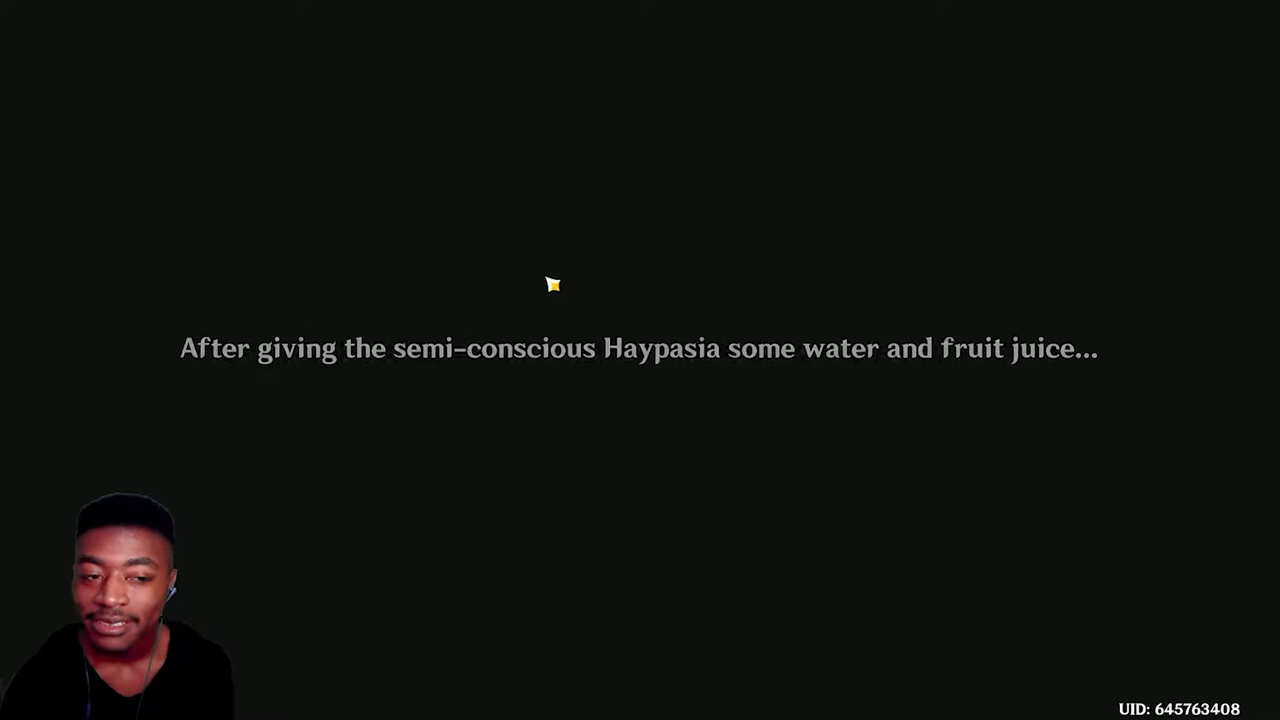 After giving the semi-conscious Haypasia some water and fruit juice...
UID: 645763408